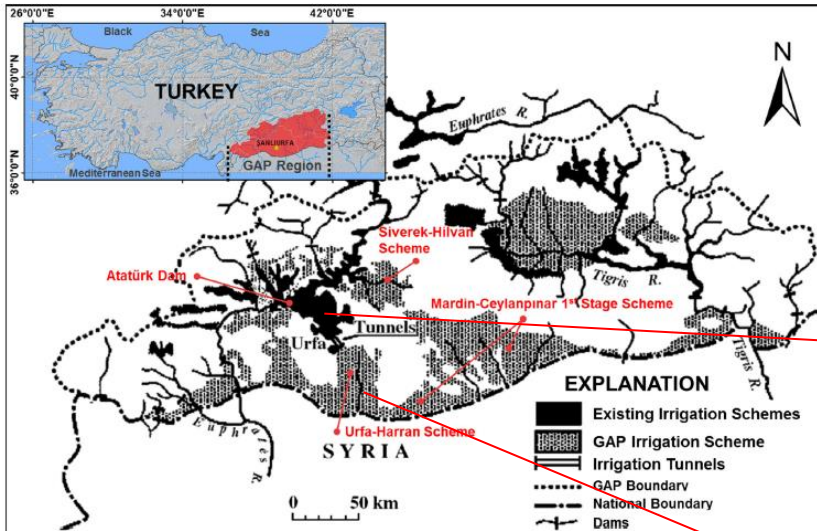 26°0'0"E
34°0'0"E
42°0'0"E
40°0'0"N
36°0'0"N
Black
Sea
TURKEY
ŞANLIURFA
GAP Region
Mediterranean Sea
N
Euphrates R.
Siverek-Hilvan
Scheme
Atatürk Dam
Tigris R.
Mardin-Ceylanpınar 1st Stage Scheme
Tunnels
Urfa
Tigris R.
Urfa-Harran Scheme
Euphrates R.
SYRIA
0 50 km
EXPLANATION
Existing Irrigation Schemes
GAP Irrigation Scheme
Irrigation Tunnels
GAP Boundary
National Boundary
Dams